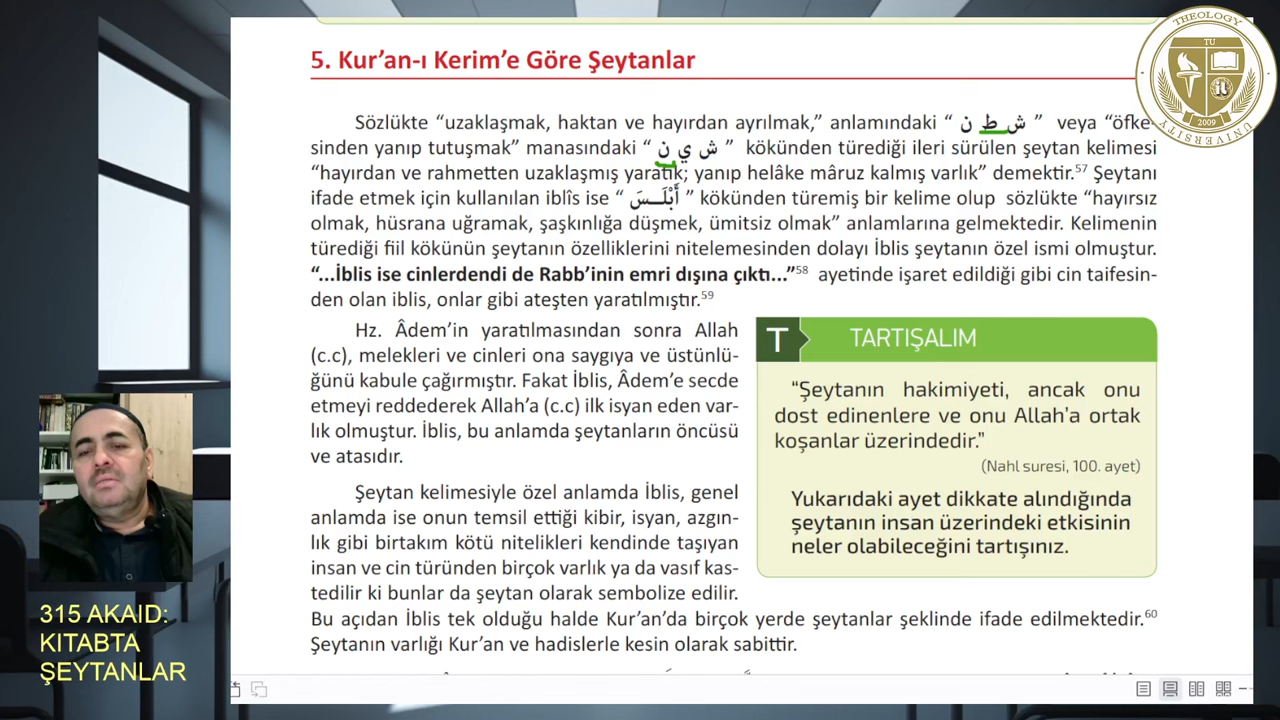 5. Kur’an-ı Kerim’e Göre Şeytanlar
Sözlükte “uzaklaşmak, haktan ve hayırdan ayrılmak,” anlamındaki “ ش ط ن ” veya “öfke-
sinden yanıp tutuşmak” manasındaki “ ش ي ن ” kökünden türediği ileri sürülen şeytan kelimesi
“hayırdan ve rahmetten uzaklaşmış yaratık; yanıp helâke mâruz kalmış varlık” demektir.57 Şeytanı
ifade etmek için kullanılan iblîs ise “ أَبْلَـسَ ” kökünden türemiş bir kelime olup sözlükte “hayırsız
olmak, hüsrana uğramak, şaşkınlığa düşmek, ümitsiz olmak” anlamlarına gelmektedir. Kelimenin
türediği fiil kökünün şeytanın özelliklerini nitelemesinden dolayı İblis şeytanın özel ismi olmuştur.
“...İblis ise cinlerdendi de Rabb’inin emri dışına çıktı...”58 ayetinde işaret edildiği gibi cin taifesin-
den olan iblis, onlar gibi ateşten yaratılmıştır.59
Hz. Âdem’in yaratılmasından sonra Allah
(c.c), melekleri ve cinleri ona saygıya ve üstünlü-
ğünü kabule çağırmıştır. Fakat İblis, Âdem’e secde
etmeyi reddederek Allah’a (c.c) ilk isyan eden var-
lık olmuştur. İblis, bu anlamda şeytanların öncüsü
ve atasıdır.
Şeytan kelimesiyle özel anlamda İblis, genel
anlamda ise onun temsil ettiği kibir, isyan, azgın-
lık gibi birtakım kötü nitelikleri kendinde taşıyan
insan ve cin türünden birçok varlık ya da vasıf kas-
tedilir ki bunlar da şeytan olarak sembolize edilir.
Bu açıdan İblis tek olduğu halde Kur’an’da birçok yerde şeytanlar şeklinde ifade edilmektedir.60
Şeytanın varlığı Kur’an ve hadislerle kesin olarak sabittir.
T TARTIŞALIM
“Şeytanın hakimiyeti, ancak onu
dost edinenlere ve onu Allah’a ortak
koşanlar üzerindedir.”
(Nahl suresi, 100. ayet)
Yukarıdaki ayet dikkate alındığında
şeytanın insan üzerindeki etkisinin
neler olabileceğini tartışınız.
THEOLOGY
TU
it
2009
315 AKAID:
KITABTA
ŞEYTANLAR